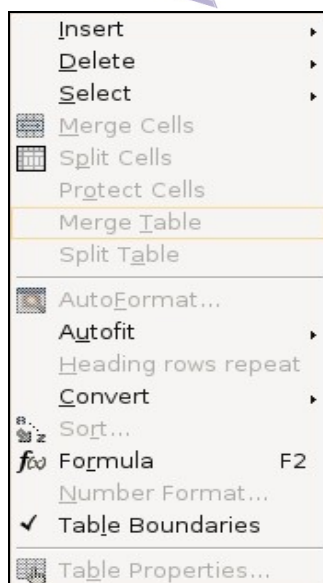 Insert
Delete
Select
Merge Cells
Split Cells
Protect Cells
Merge Table
Split Table
AutoFormat...
Autofit
Heading rows repeat
Convert
Sort...
Formula F2
Number Format...
Table Boundaries
Table Properties...